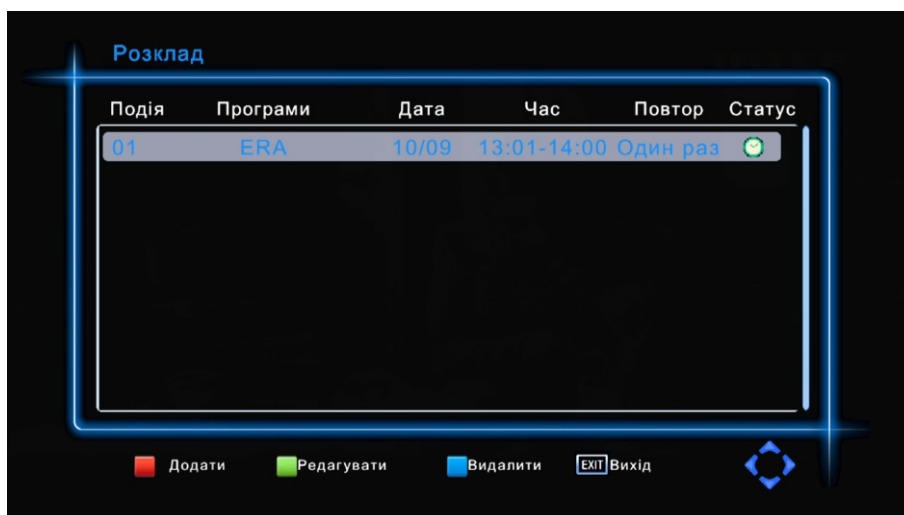 Розклад
Подія Програми Дата Час Повтор Статус
01 ERA 10/09 13:01-14:00 Один раз
Додати Редагувати Видалити EXIT Вихід